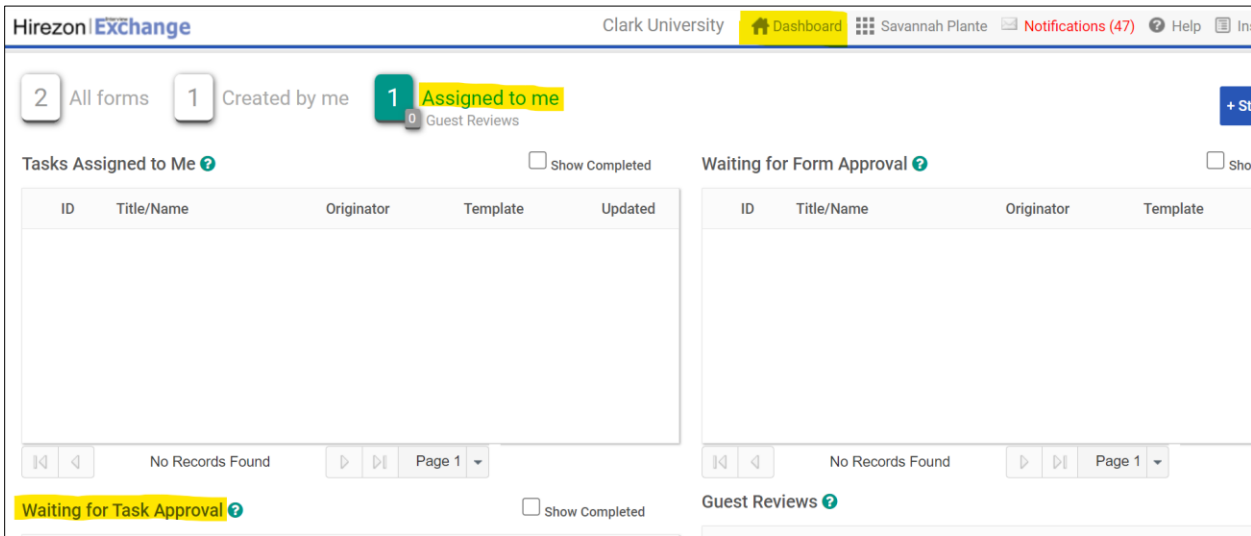 Hirezon Interview Exchange Clark University Dashboard Savannah Plante Notifications (47) Help
2 All forms 1 Created by me 1 Assigned to me
0 Guest Reviews
+ St
Tasks Assigned to Me ? Show Completed
ID Title/Name Originator Template Updated
No Records Found Page 1
Waiting for Task Approval ? Show Completed
Waiting for Form Approval ? Sho
ID Title/Name Originator Template
No Records Found Page 1
Guest Reviews ?